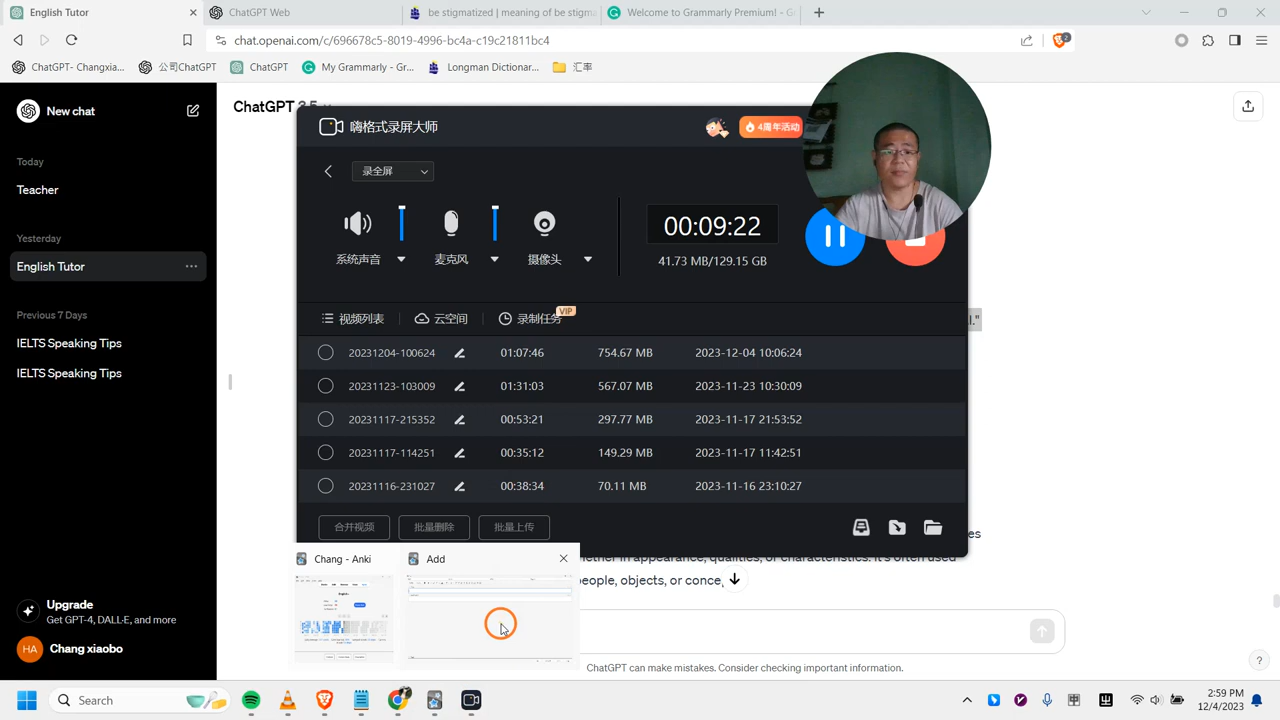 English Tutor
ChatGPT Web
be stigmatized | meaning of be stigma
Welcome to Grammarly Premium! - Gr
chat.openai.com/c/696678c5-8019-4996-bc4a-c19c21811bc4
2
ChatGPT- Changxia...
公司ChatGPT
ChatGPT
My Grammarly - Gr...
Longman Dictionar...
汇率
New chat
ChatGPT 3.5
Today
Teacher
Yesterday
English Tutor
Previous 7 Days
IELTS Speaking Tips
IELTS Speaking Tips
Upgrade
Get GPT-4, DALL·E, and more
HA
Chang xiaobo
嗨格式录屏大师
4周年活动
录全屏
00:09:22
41.73 MB/129.15 GB
系统声音
麦克风
摄像头
视频列表
云空间
录制任务
VIP
l."
20231204-100624 01:07:46 754.67 MB 2023-12-04 10:06:24
20231123-103009 01:31:03 567.07 MB 2023-11-23 10:30:09
20231117-215352 00:53:21 297.77 MB 2023-11-17 21:53:52
20231117-114251 00:35:12 149.29 MB 2023-11-17 11:42:51
20231116-231027 00:38:34 70.11 MB 2023-11-16 23:10:27
合并视频
批量删除
批量上传
es
ether in appearance, qualities, or characteristics. It's often used
eople, objects, or conce,
Chang - Anki
Add
ChatGPT can make mistakes. Consider checking important information.
?
Search
2:59 PM
12/4/2023